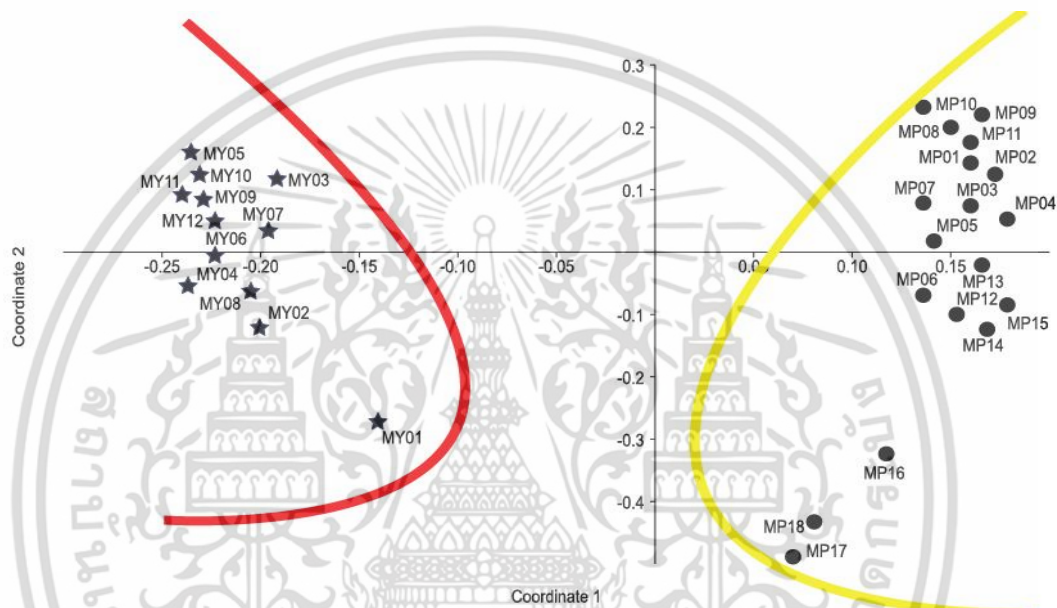 0.3
MP10
MP09
MP08
0.2
MP11
MY05
MP01
MP02
MY10
MY03
MY11
MY09
0.1
MP07
MP03
MP04
MY12
MY07
MP05
MY06
-0.25
-0.20
-0.15
-0.10
-0.05
0.05
0.10
0.15
MY04
MP06
MP13
MY08
MP12
MY02
-0.1
MP15
MP14
Coordinate 2
-0.2
MY01
-0.3
MP16
-0.4
MP18
MP17
Coordinate 1